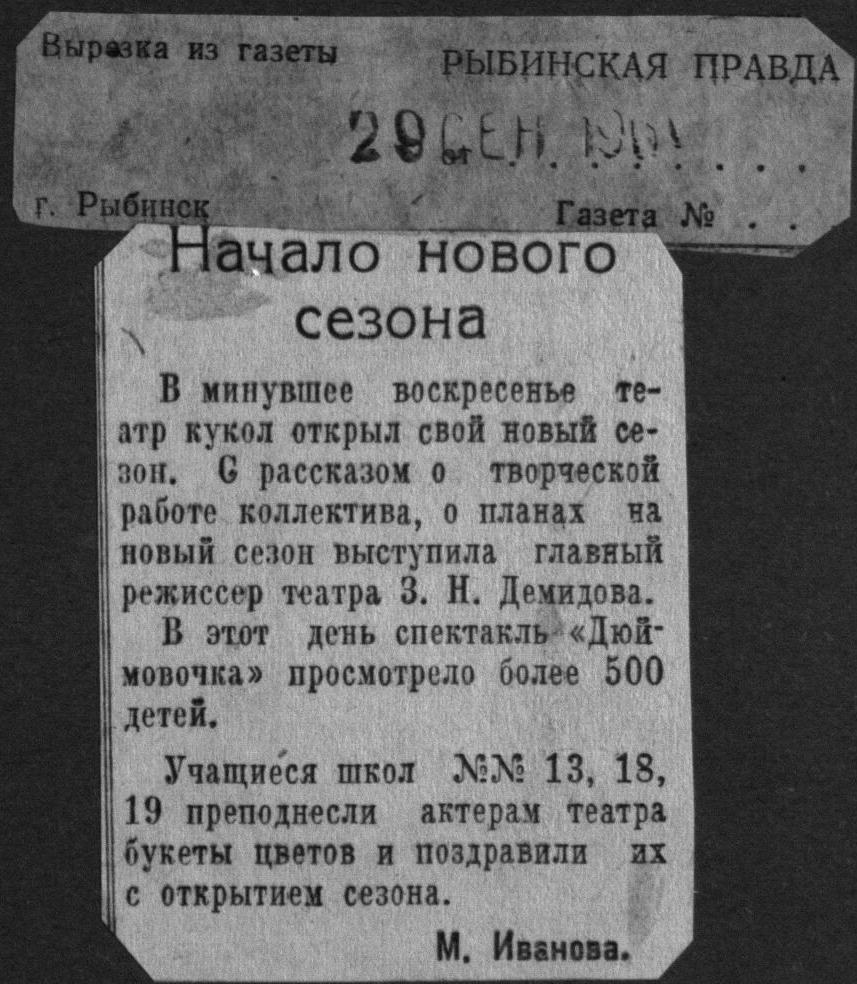 Вырезка из газеты
РЫБИНСКАЯ ПРАВДА
29 СЕН.
от . . . . . .
г. Рыбинск
Газета № . .
Начало нового
сезона
В минувшее воскресенье те-
атр кукол открыл свой новый се-
зон. С рассказом о творческой
работе коллектива, о планах на
новый сезон выступила главный
режиссер театра З. Н. Демидова.
В этот день спектакль «Дюй-
мовочка» просмотрело более 500
детей.
Учащиеся школ №№ 13, 18,
19 преподнесли актерам театра
букеты цветов и поздравили их
с открытием сезона.
М. Иванова.